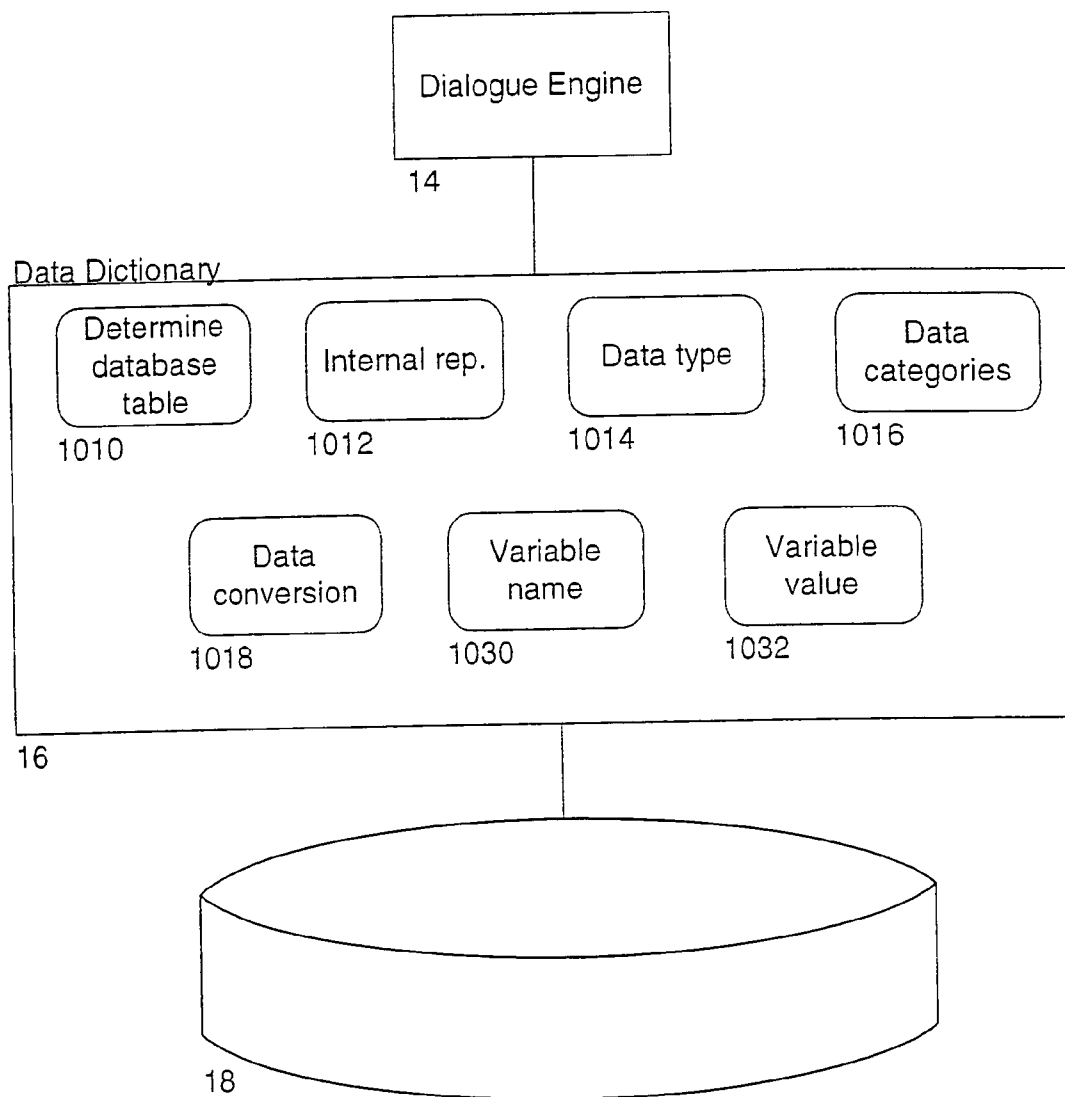 Dialogue Engine
14
Data Dictionary
Determine
database
table
1010
Internal rep.
1012
Data type
1014
Data
categories
1016
Data
conversion
1018
Variable
name
1030
Variable
value
1032
16
18